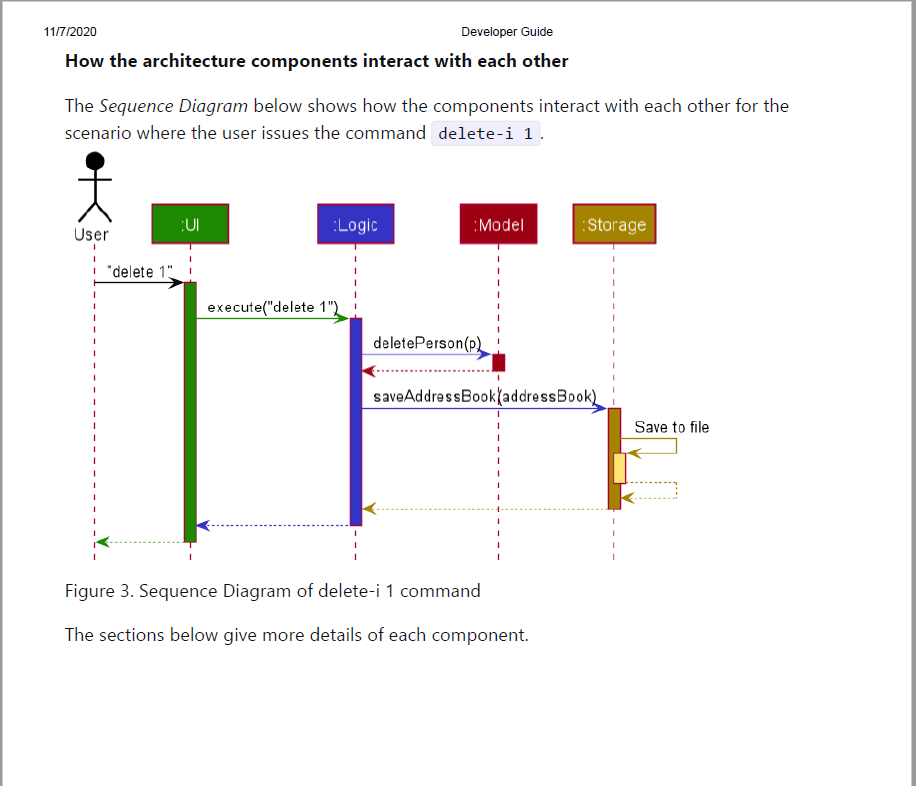 11/7/2020 Developer Guide
How the architecture components interact with each other
The Sequence Diagram below shows how the components interact with each other for the
scenario where the user issues the command delete-i 1 .
User :UI :Logic :Model :Storage
"delete 1"
execute("delete 1")
deletePerson(p)
saveAddressBook(addressBook)
Save to file
Figure 3. Sequence Diagram of delete-i 1 command
The sections below give more details of each component.